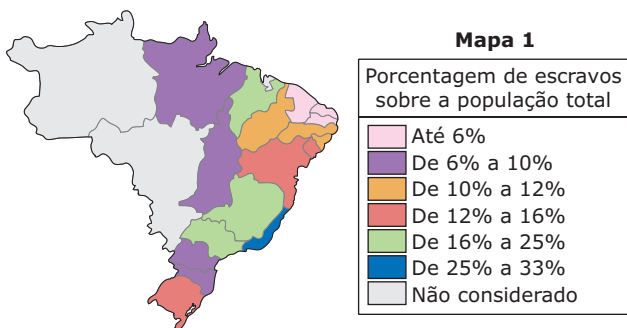 Mapa 1
Porcentagem de escravos
sobre a população total
Até 6%
De 6% a 10%
De 10% a 12%
De 12% a 16%
De 16% a 25%
De 25% a 33%
Não considerado